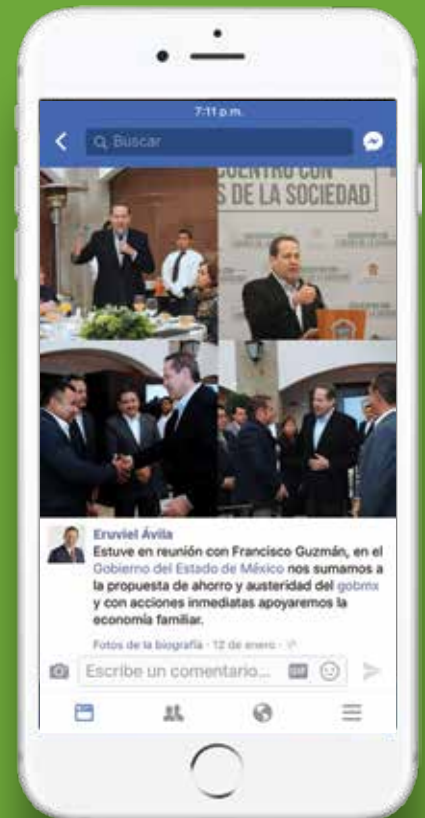 7:11 p.m.
Buscar
CUENTRO CON
S DE LA SOCIEDAD
Eruviel Ávila
Estuve en reunión con Francisco Guzmán, en el
Gobierno del Estado de México nos sumamos a
la propuesta de ahorro y austeridad del gobmx
y con acciones inmediatas apoyaremos la
economía familiar.
Fotos de la biografía · 12 de enero ·
Escribe un comentario...
GIF